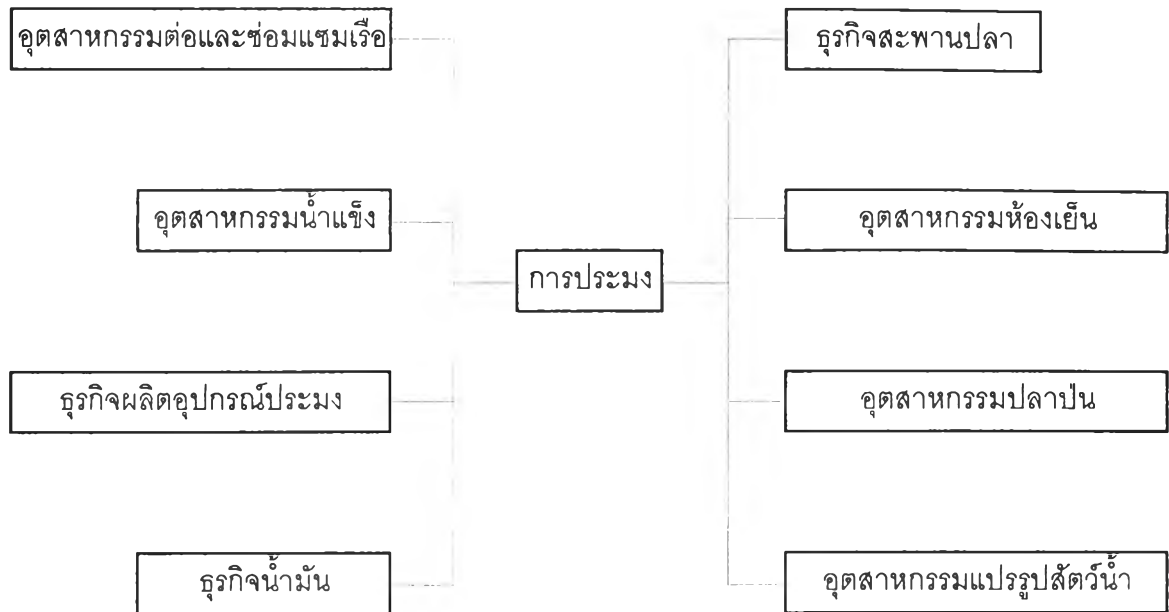 อุตสาหกรรมต่อและซ่อมแซมเรือ
ธุรกิจสะพานปลา
อุตสาหกรรมน้ำแข็ง
อุตสาหกรรมห้องเย็น
การประมง
ธุรกิจผลิตอุปกรณ์ประมง
อุตสาหกรรมปลาป่น
ธุรกิจน้ำมัน
อุตสาหกรรมแปรรูปสัตว์น้ำ